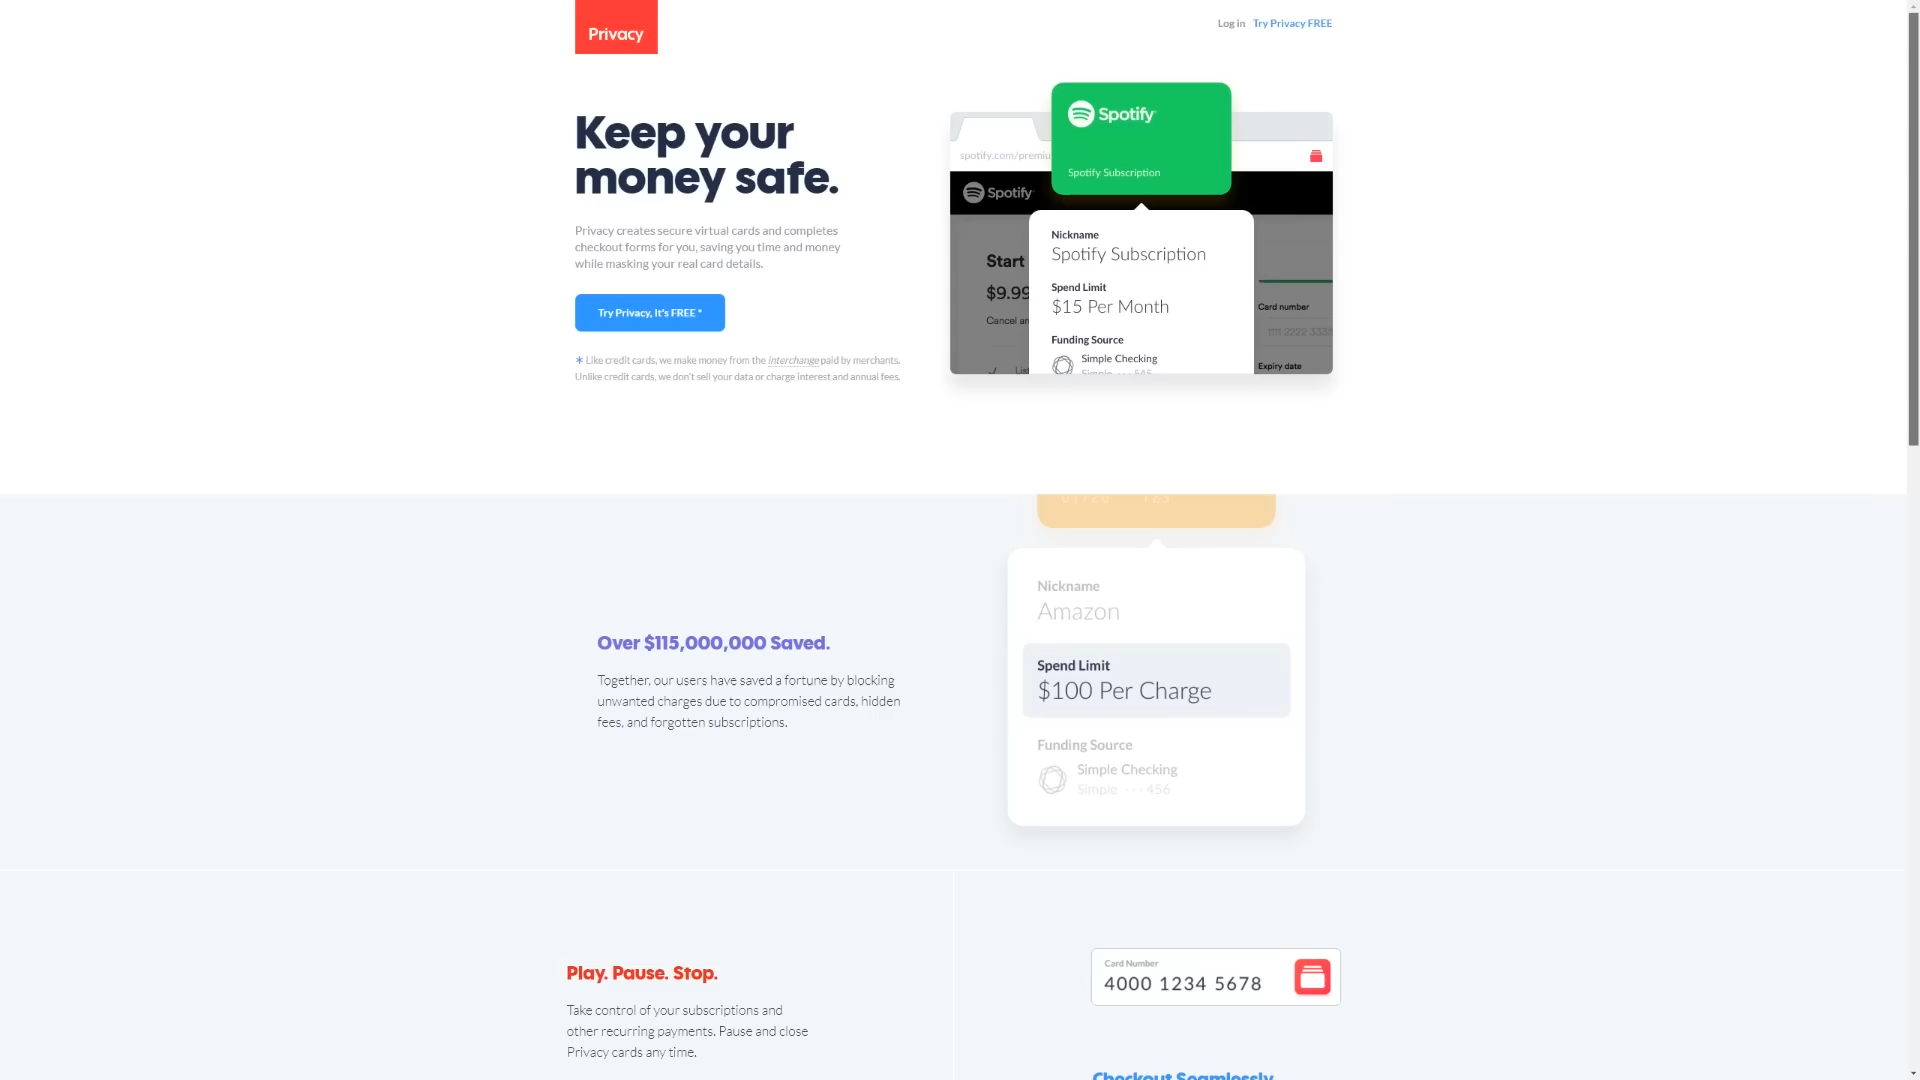 Privacy
Log in
Try Privacy FREE
Keep your
money safe.
Privacy creates secure virtual cards and completes
checkout forms for you, saving you time and money
while masking your real card details.
Try Privacy, It's FREE *
* Like credit cards, we make money from the interchange paid by merchants.
Unlike credit cards, we don't sell your data or charge interest and annual fees.
Spotify
Spotify Subscription
spotify.com/premiu
Spotify
Nickname
Spotify Subscription
Start
$9.99
Cancel an
Spend Limit
$15 Per Month
Card number
1111 2222 3333
Funding Source
Simple Checking
Expiry date
Over $115,000,000 Saved.
Together, our users have saved a fortune by blocking
unwanted charges due to compromised cards, hidden
fees, and forgotten subscriptions.
Nickname
Amazon
Spend Limit
$100 Per Charge
Funding Source
Simple Checking
Simple ··· 456
Play. Pause. Stop.
Take control of your subscriptions and
other recurring payments. Pause and close
Privacy cards any time.
Card Number
4000 1234 5678
Checkout Seamlessly